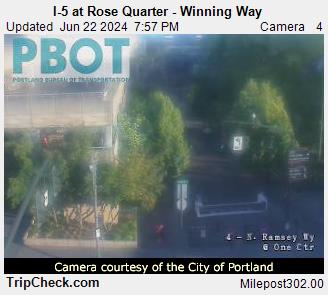 I-5 at Rose Quarter - Winning Way
Updated Jun 22 2024 7:57 PM Camera 4
PBOT
PORTLAND BUREAU OF TRANSPORTATION
4 - N. Ramsey Wy
@ One Ctr
Camera courtesy of the City of Portland
TripCheck.com Milepost302.00